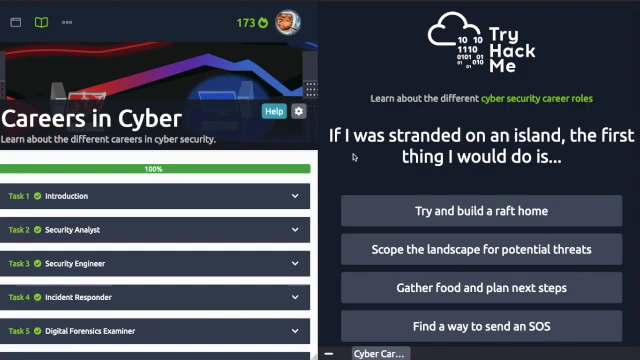 173
Careers in Cyber
Learn about the different careers in cyber security.
Help
100%
Task 1 Introduction
Task 2 Security Analyst
Task 3 Security Engineer
Task 4 Incident Responder
Task 5 Digital Forensics Examiner
10 10
1110
0101 010
01 01
Try
Hack
Me
Learn about the different cyber security career roles
If I was stranded on an island, the first
thing I would do is...
Try and build a raft home
Scope the landscape for potential threats
Gather food and plan next steps
Find a way to send an SOS
Cyber Car...